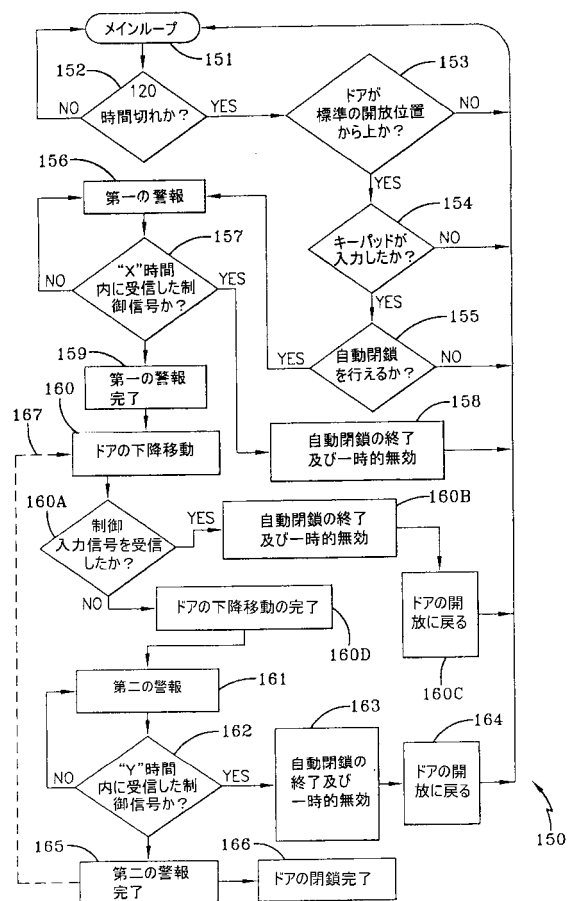 メインループ
151
152
120
時間切れか?
NO
YES
153
ドアが
標準の開放位置
から上か?
NO
YES
154
キーパッドが
入力したか?
NO
YES
155
自動閉鎖
を行えるか?
YES
NO
156
第一の警報
157
“X”時間
内に受信した制
御信号か?
NO
YES
158
自動閉鎖の終了
及び一時的無効
159
第一の警報
完了
160
167
ドアの下降移動
160A
制御
入力信号を受信
したか?
YES
NO
160B
自動閉鎖の終了
及び一時的無効
ドアの開
放に戻る
160C
ドアの下降移動の完了
160D
第二の警報
161
162
“Y”時間
内に受信した制
御信号か?
NO
YES
163
自動閉鎖の
終了及び
一時的無効
164
ドアの開
放に戻る
165
第二の警報
完了
166
ドアの閉鎖完了
150